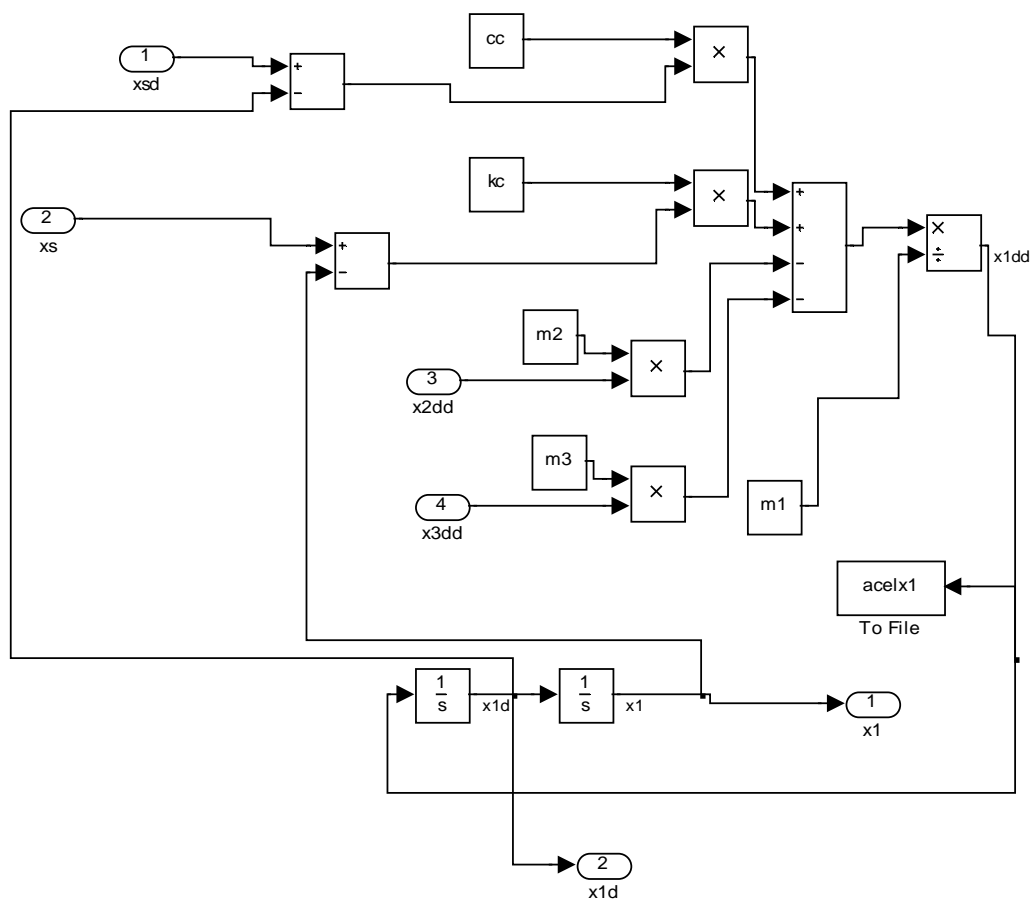 cc
×
1
xsd
+
−
kc
×
+
+
−
−
2
xs
+
−
×
÷
x1dd
m2
×
3
x2dd
m3
×
4
x3dd
m1
acelx1
To File
1
s
x1d
1
s
x1
1
x1
2
x1d